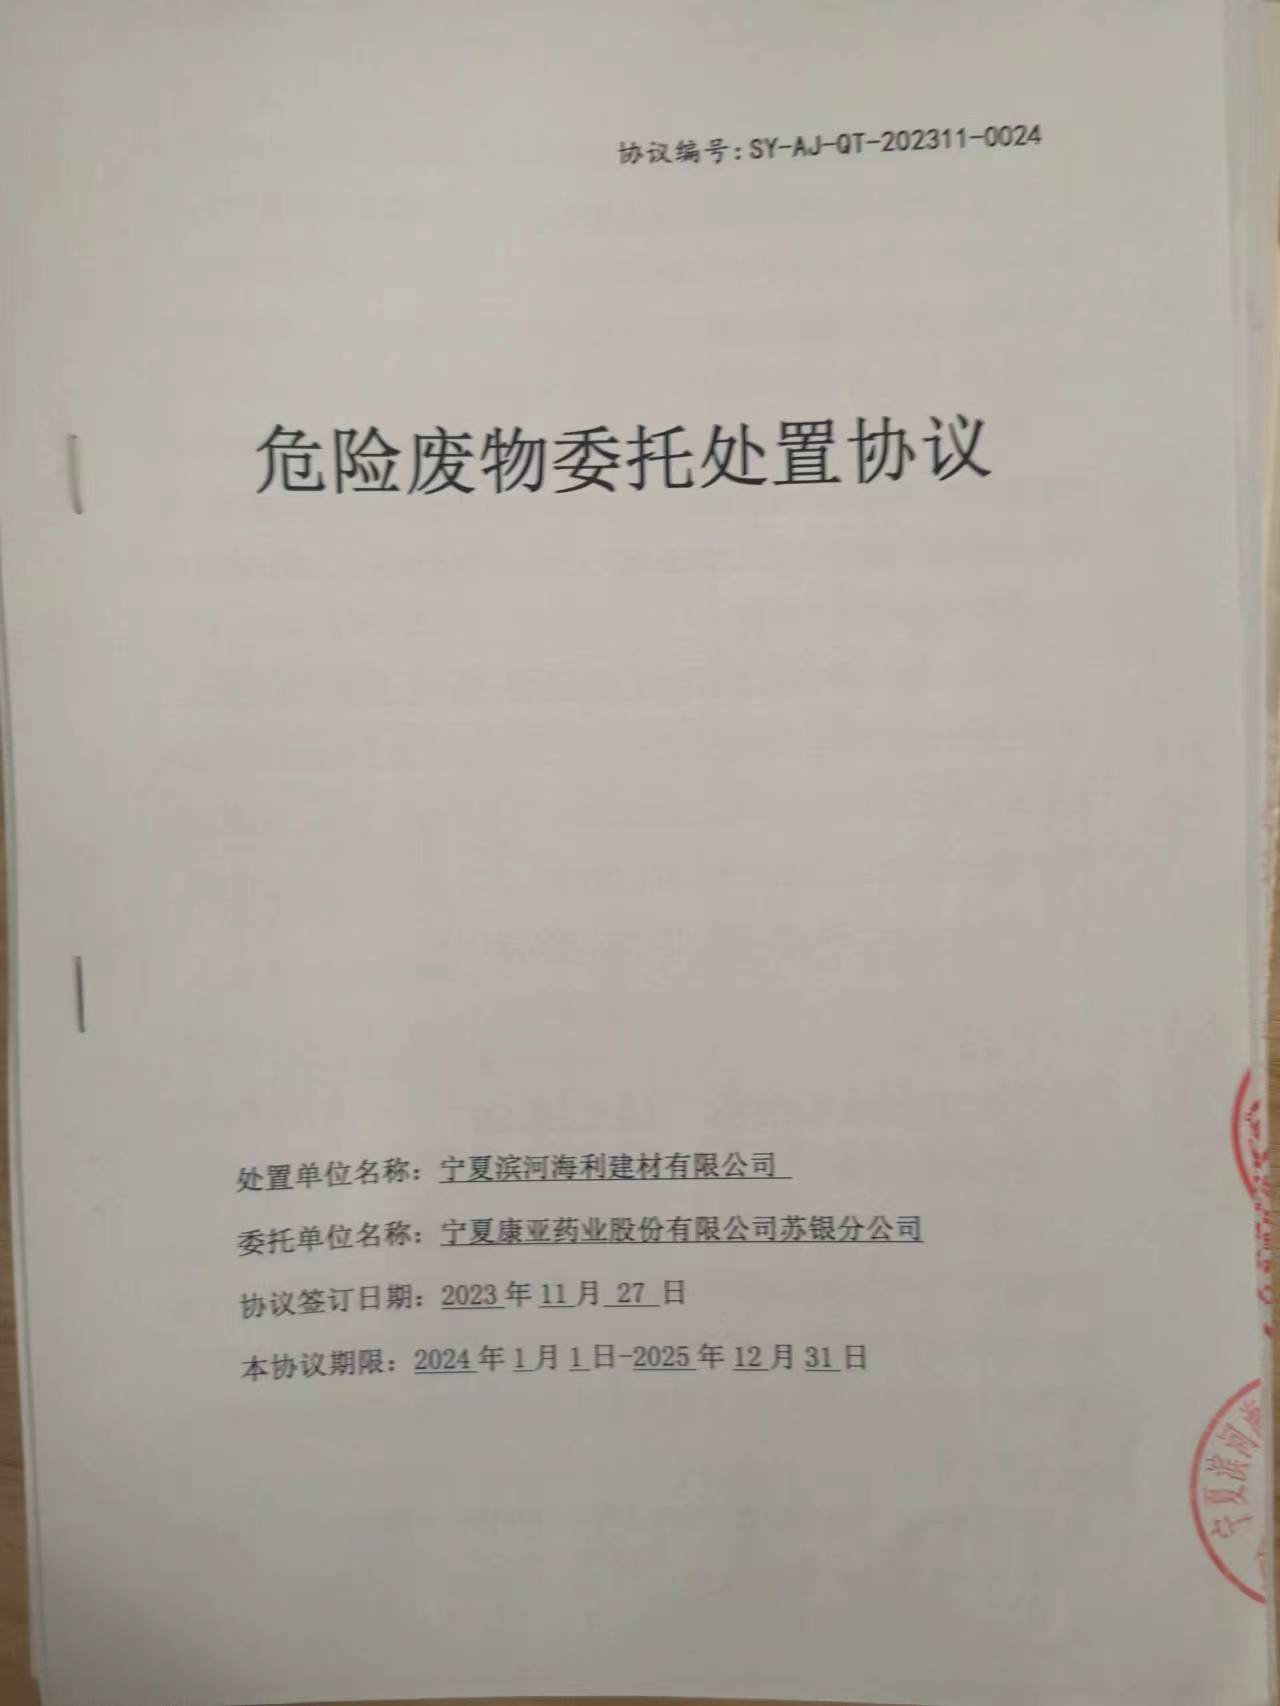 协议编号:SY-AJ-QT-202311-0024
危险废物委托处置协议
处置单位名称：宁夏滨河海利建材有限公司
委托单位名称：宁夏康亚药业股份有限公司苏银分公司
协议签订日期：2023年11月 27 日
本协议期限：2024年1月1日-2025年12月31日
宁夏滨河